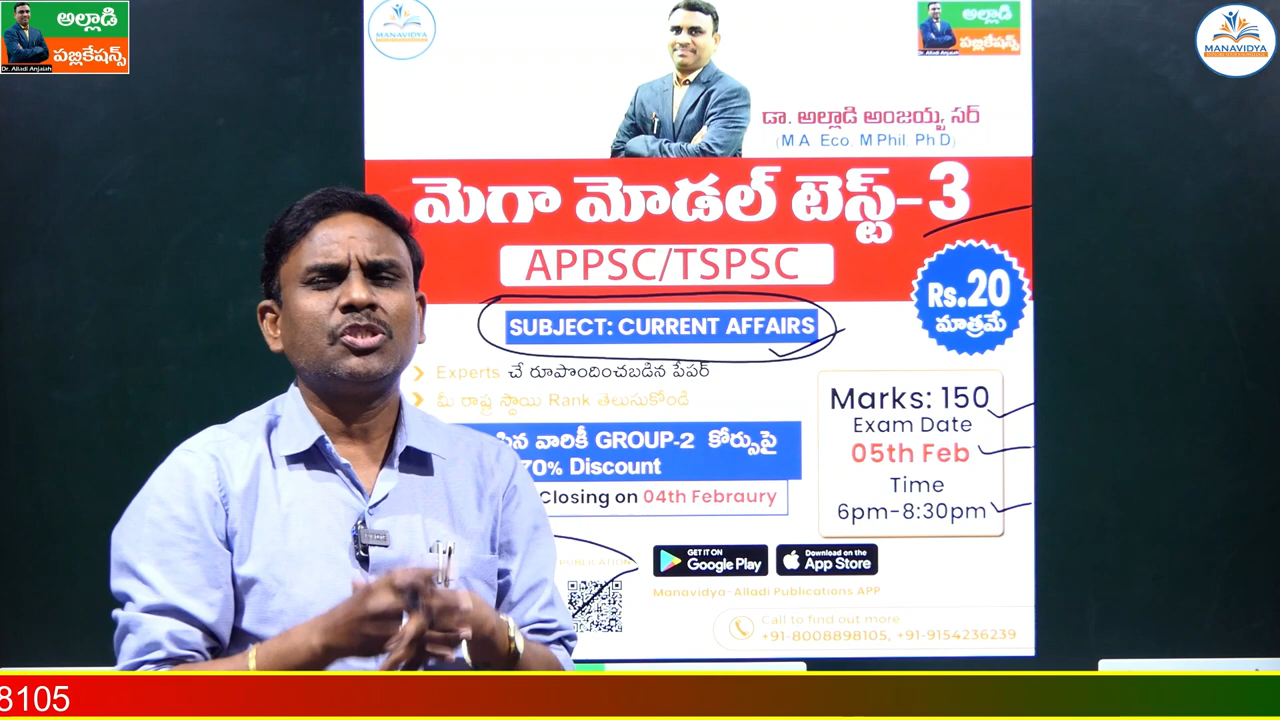 అల్లాడి
పబ్లికేషన్స్
Dr. Alladi Anjaiah
MANAVIDYA
అల్లాడి
పబ్లికేషన్స్
MANAVIDYA
డా. అల్లాడి అంజయ్య సర్
(M A Eco. M Phil, Ph D)
మెగా మోడల్ టెస్ట్-3
APPSC/TSPSC
Rs.20
మాత్రమే
SUBJECT: CURRENT AFFAIRS
Experts చే రూపొందించబడిన పేపర్
మీ రాష్ట్ర స్థాయి Rank తెలుసుకోండి
వారికి GROUP-2 కోర్సుపై
70% Discount
Closing on 04th Febraury
Marks: 150
Exam Date
05th Feb
Time
6pm-8:30pm
PUBLICATION
GET IT ON
Google Play
Download on the
App Store
Manavidya-Alladi Publications APP
Call to find out more
+91-8008898105, +91-9154236239
8105